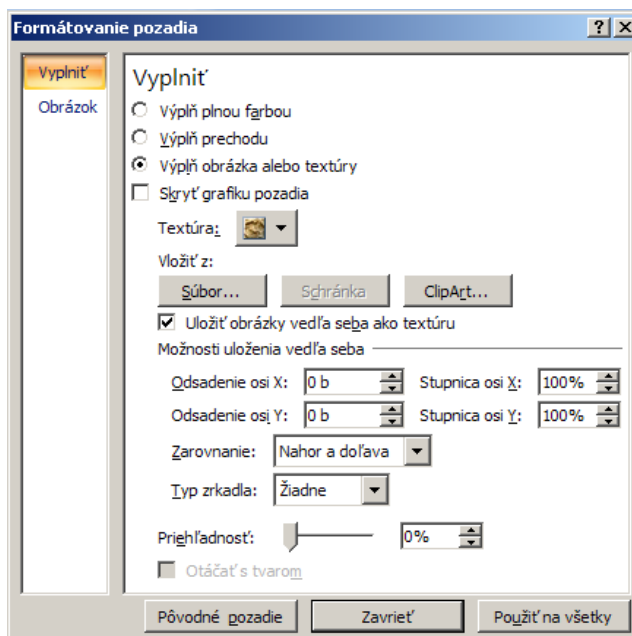 Formátovanie pozadia
Vyplniť
Obrázok
Vyplniť
Výplň plnou farbou
Výplň prechodu
Výplň obrázka alebo textúry
Skryť grafiku pozadia
Textúra:
Vložiť z:
Súbor... Schránka ClipArt...
Uložiť obrázky vedľa seba ako textúru
Možnosti uloženia vedľa seba
Odsadenie osi X: 0 b Stupnica osi X: 100%
Odsadenie osi Y: 0 b Stupnica osi Y: 100%
Zarovnanie: Nahor a doľava
Typ zrkadla: Žiadne
Priehľadnosť: 0%
Otáčať s tvarom
Pôvodné pozadie Zavrieť Použiť na všetky